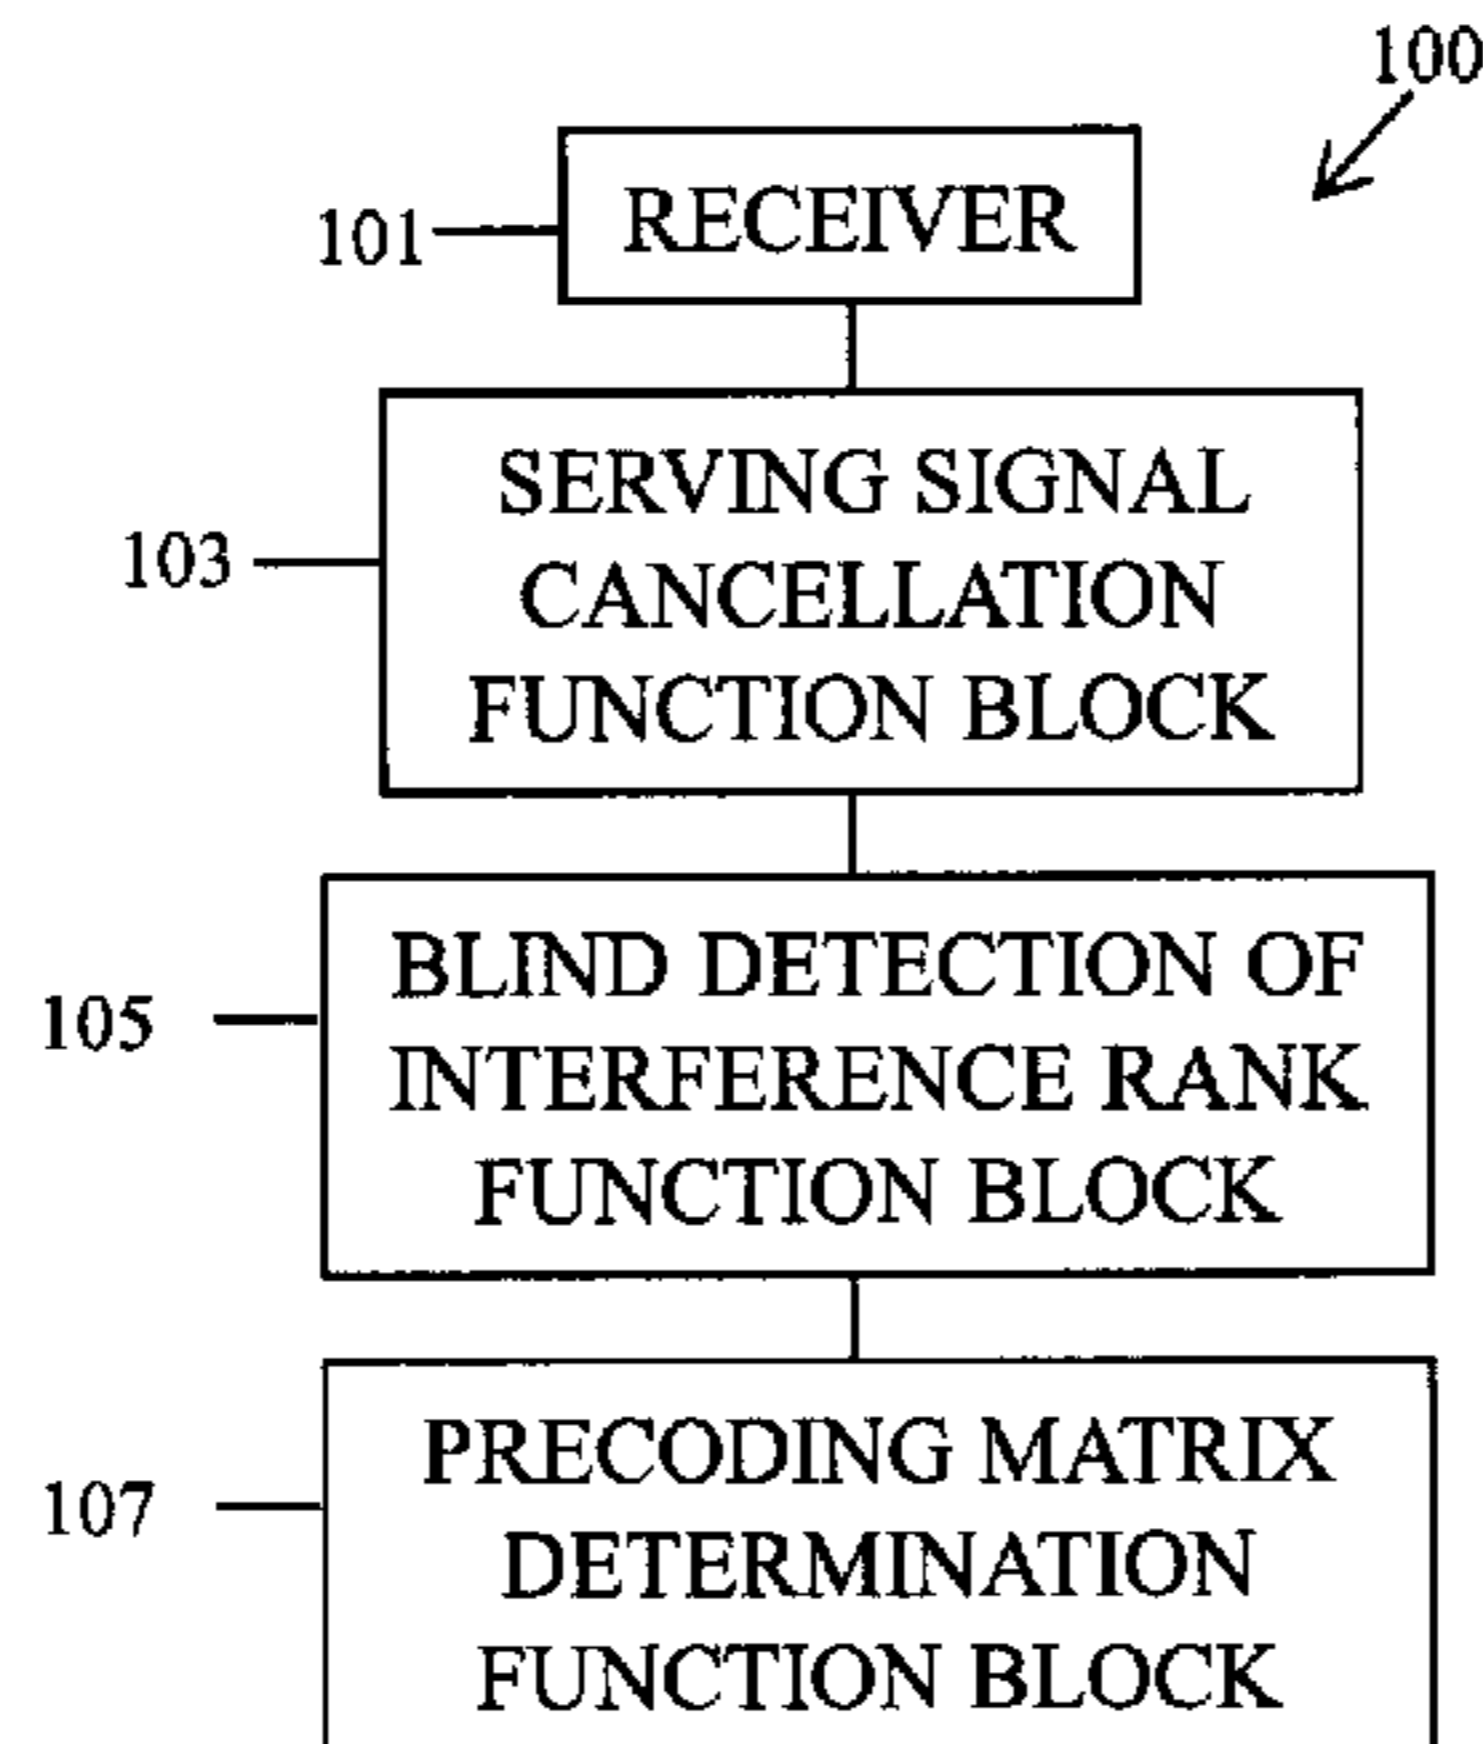 100
RECEIVER
101
SERVING SIGNAL
CANCELLATION
FUNCTION BLOCK
103
BLIND DETECTION OF
INTERFERENCE RANK
FUNCTION BLOCK
105
PRECODING MATRIX
DETERMINATION
FUNCTION BLOCK
107